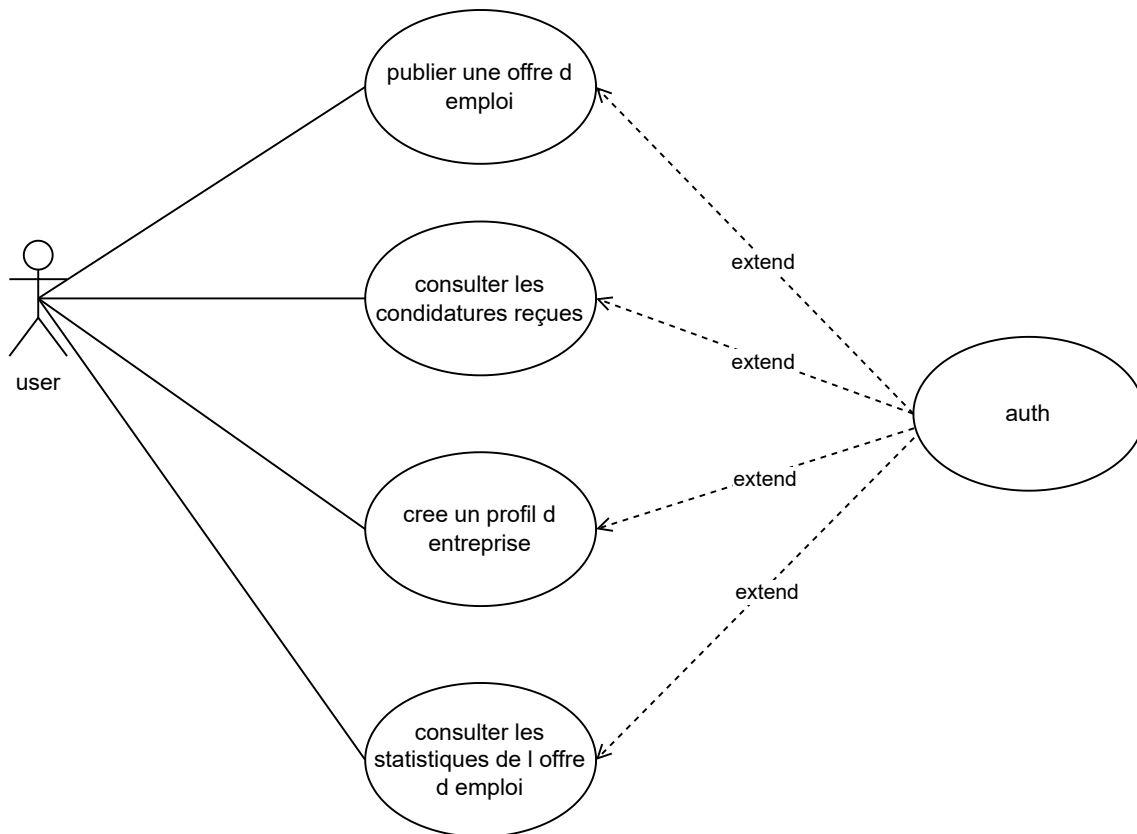 publier une offre d
emploi
extend
consulter les
condidatures reçues
extend
user
auth
extend
cree un profil d
entreprise
extend
consulter les
statistiques de l offre
d emploi